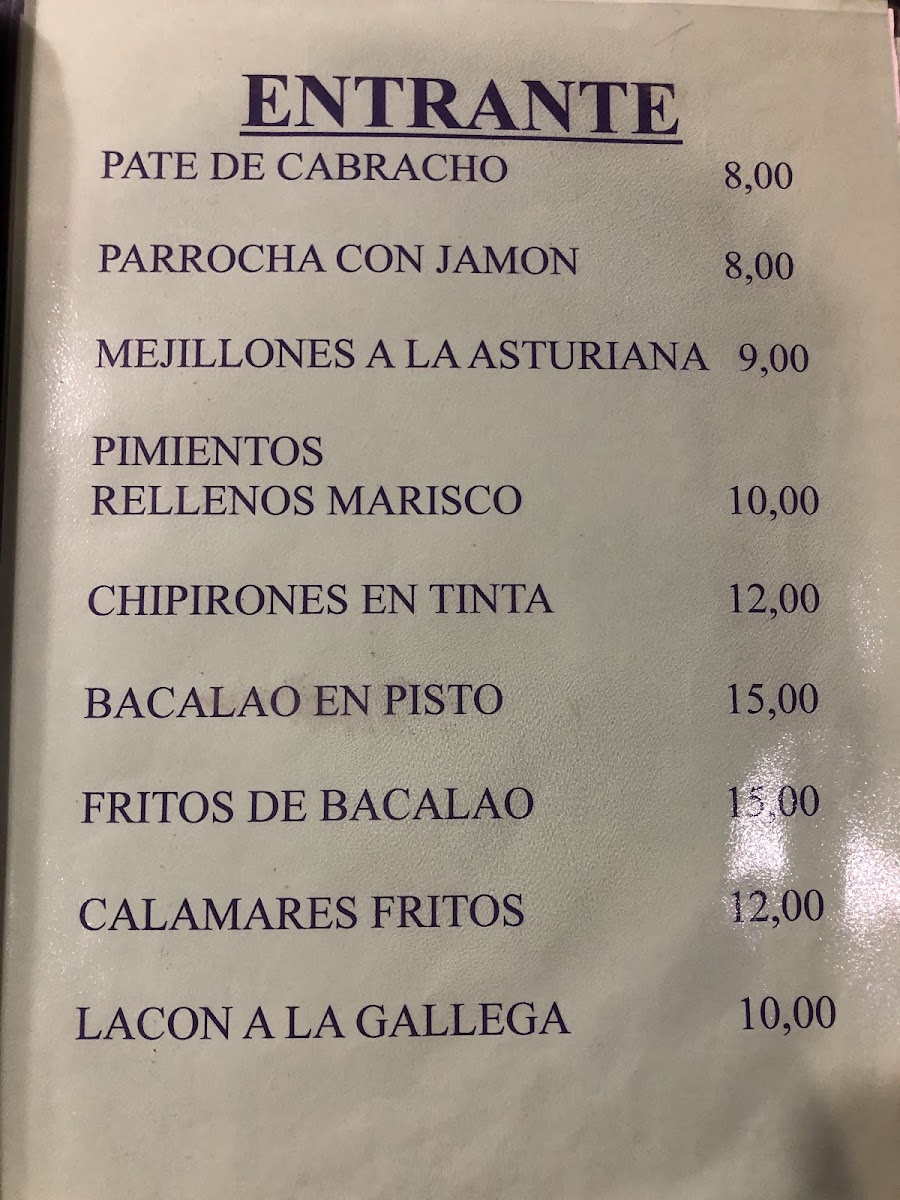 ENTRANTE
PATE DE CABRACHO 8,00
PARROCHA CON JAMON 8,00
MEJILLONES A LA ASTURIANA 9,00
PIMIENTOS
RELLENOS MARISCO 10,00
CHIPIRONES EN TINTA 12,00
BACALAO EN PISTO 15,00
FRITOS DE BACALAO 15,00
CALAMARES FRITOS 12,00
LACON A LA GALLEGA 10,00